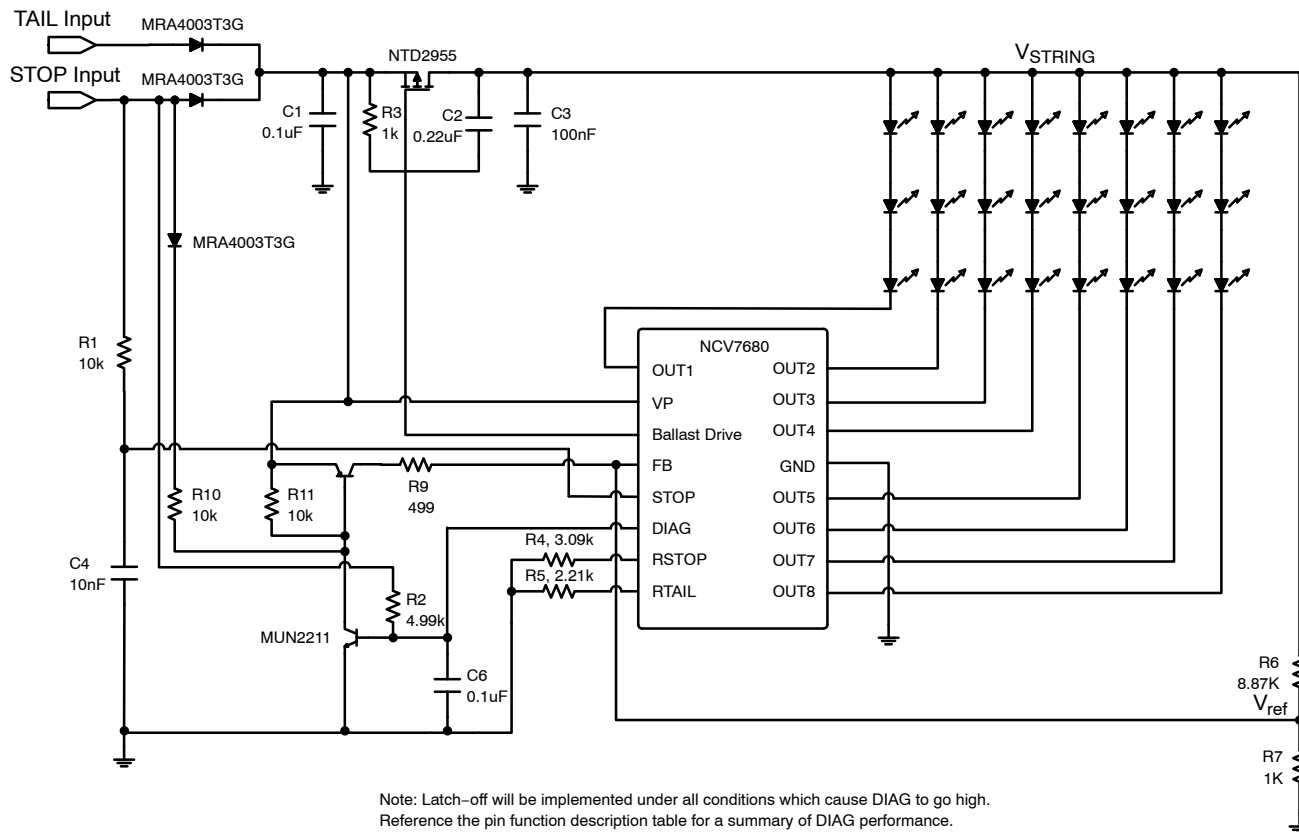 TAIL Input
MRA4003T3G
STOP Input
MRA4003T3G
NTD2955
VSTRING
C1
0.1uF
R3
1k
C2
0.22uF
C3
100nF
MRA4003T3G
R1
10k
NCV7680
OUT1
OUT2
VP
OUT3
Ballast Drive
OUT4
FB
GND
STOP
OUT5
DIAG
OUT6
RSTOP
OUT7
RTAIL
OUT8
R9
499
R10
10k
R11
10k
R4, 3.09k
R5, 2.21k
C4
10nF
R2
4.99k
MUN2211
C6
0.1uF
R6
8.87K
Vref
R7
1K
Note: Latch−off will be implemented under all conditions which cause DIAG to go high.
Reference the pin function description table for a summary of DIAG performance.